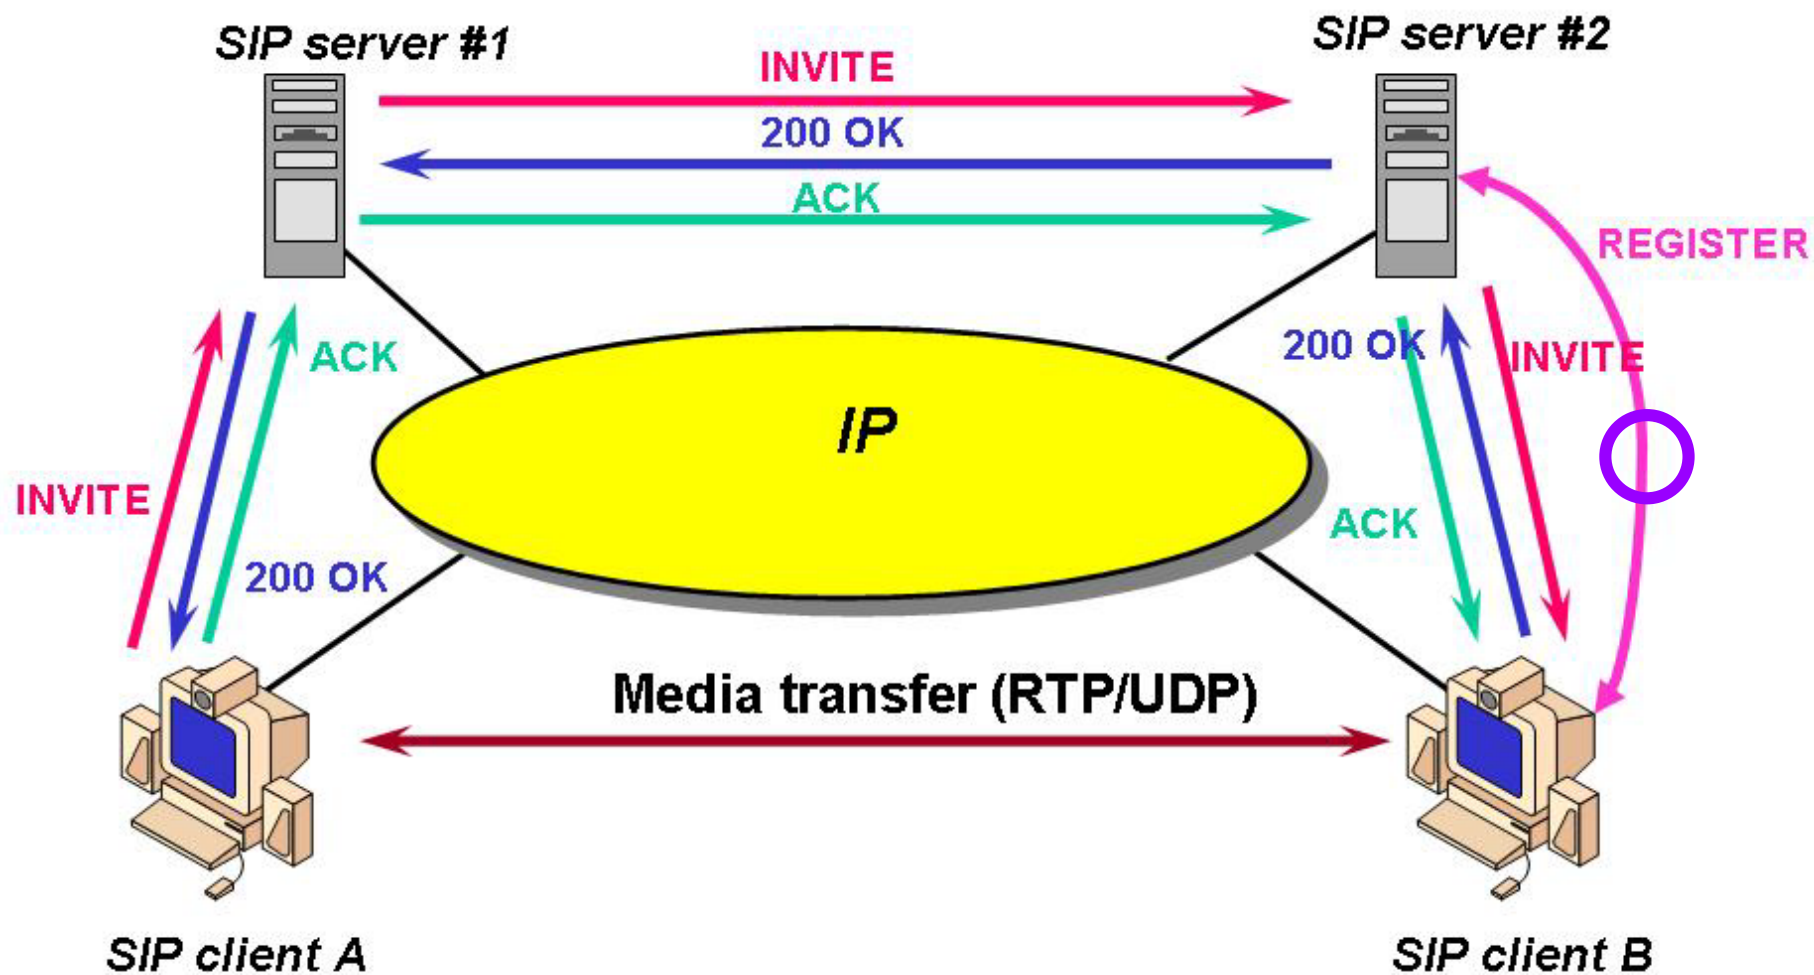 SIP server #1
SIP server #2
INVITE
200 OK
ACK
REGISTER
ACK
200 OK
INVITE
IP
INVITE
ACK
200 OK
Media transfer (RTP/UDP)
SIP client A
SIP client B